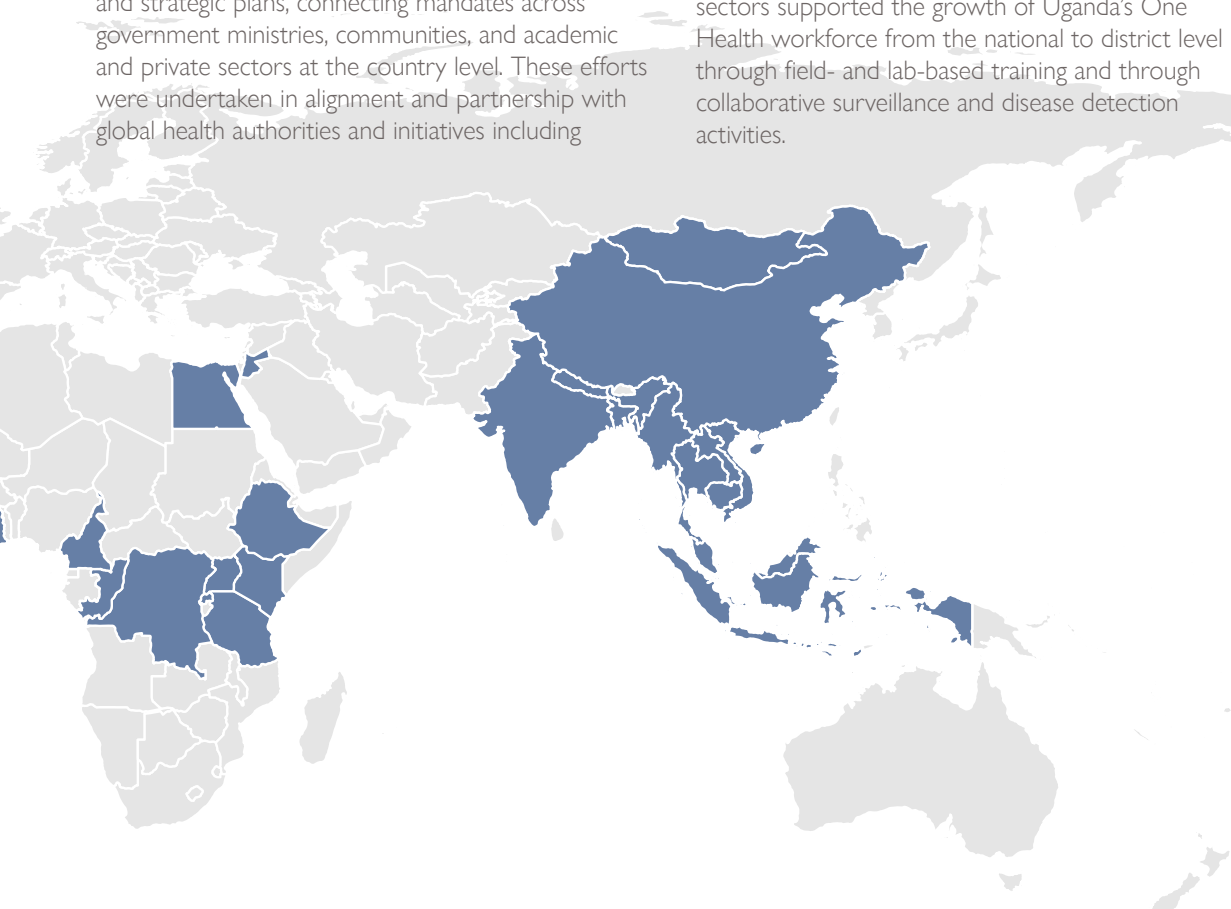 and strategic plans, connecting mandates across
government ministries, communities, and academic
and private sectors at the country level. These efforts
were undertaken in alignment and partnership with
global health authorities and initiatives including
sectors supported the growth of Uganda’s One
Health workforce from the national to district level
through field- and lab-based training and through
collaborative surveillance and disease detection
activities.